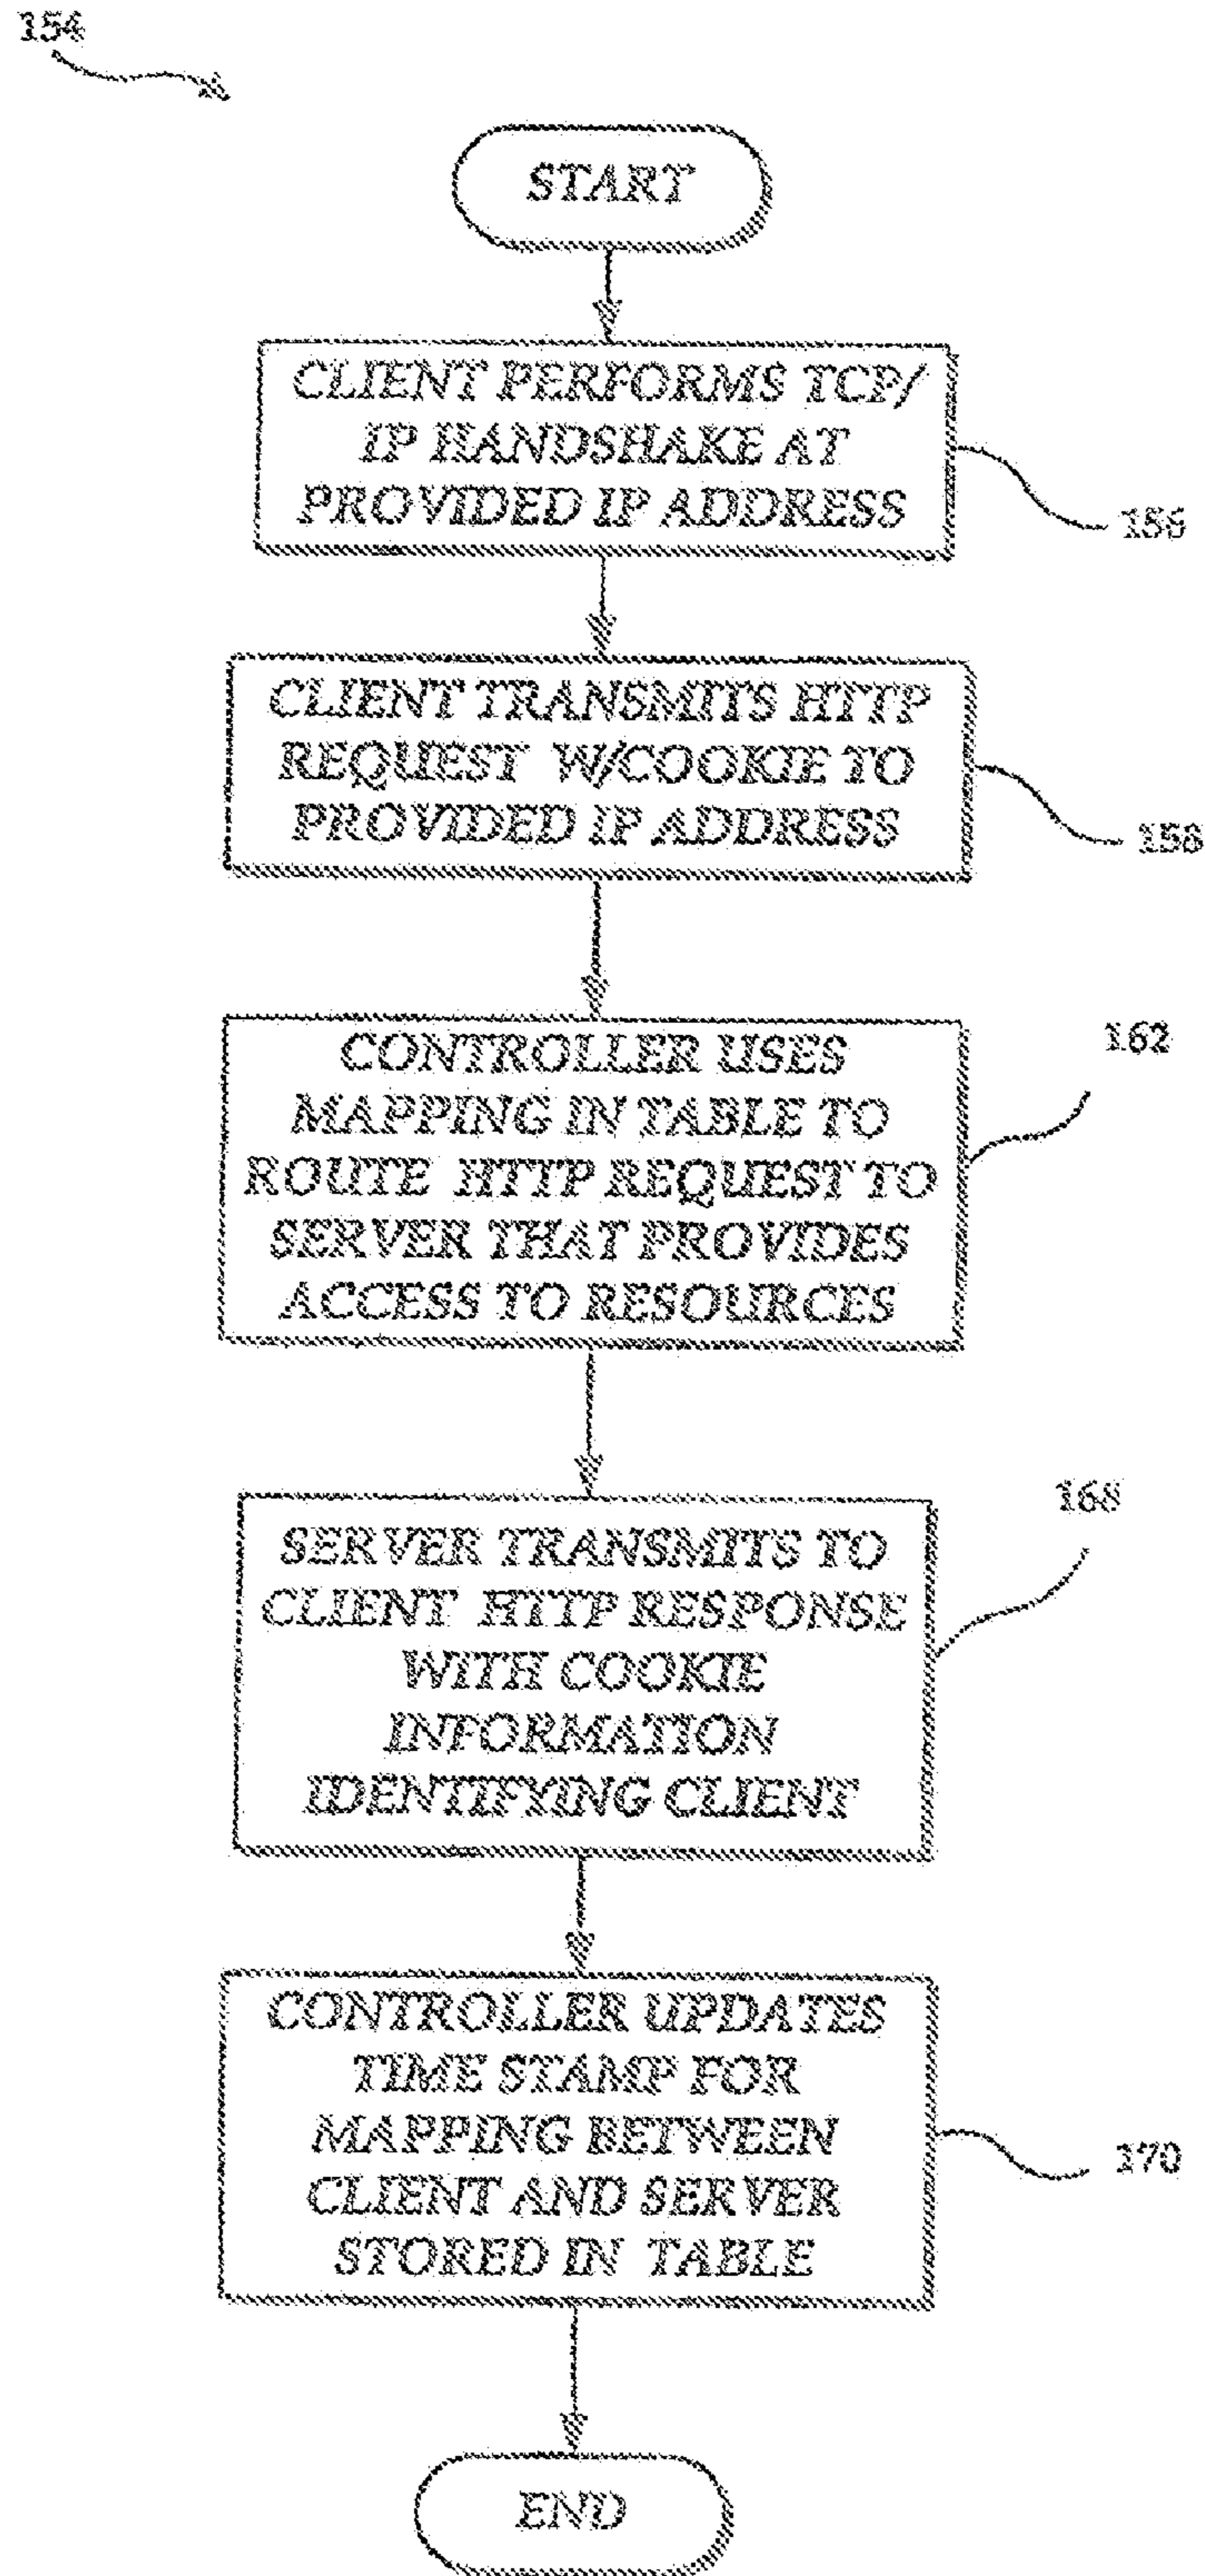 154
START
CLIENT PERFORMS TCP/
IP HANDSHAKE AT
PROVIDED IP ADDRESS
156
CLIENT TRANSMITS HTTP
REQUEST W/COOKIE TO
PROVIDED IP ADDRESS
158
CONTROLLER USES
MAPPING IN TABLE TO
ROUTE HTTP REQUEST TO
SERVER THAT PROVIDES
ACCESS TO RESOURCES
162
SERVER TRANSMITS TO
CLIENT HTTP RESPONSE
WITH COOKIE
INFORMATION
IDENTIFYING CLIENT
168
CONTROLLER UPDATES
TIME STAMP FOR
MAPPING BETWEEN
CLIENT AND SERVER
STORED IN TABLE
170
END